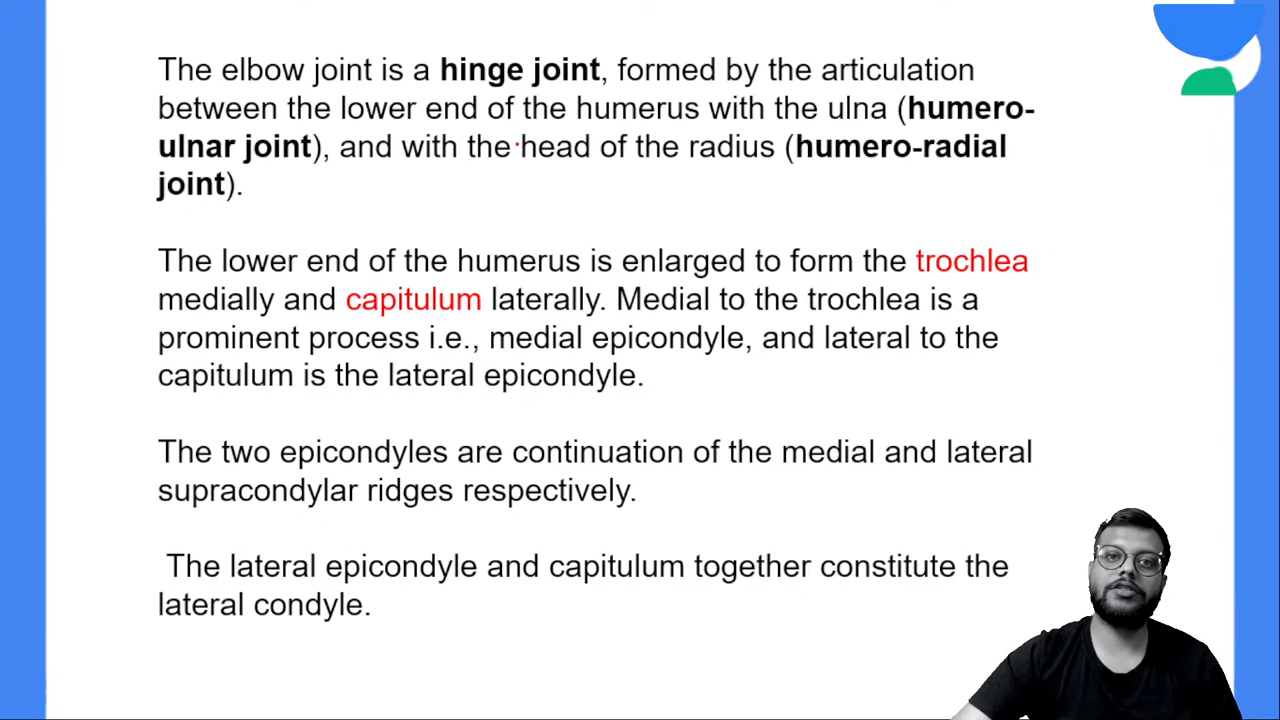 The elbow joint is a hinge joint, formed by the articulation
between the lower end of the humerus with the ulna (humero-
ulnar joint), and with the head of the radius (humero-radial
joint).
The lower end of the humerus is enlarged to form the trochlea
medially and capitulum laterally. Medial to the trochlea is a
prominent process i.e., medial epicondyle, and lateral to the
capitulum is the lateral epicondyle.
The two epicondyles are continuation of the medial and lateral
supracondylar ridges respectively.
The lateral epicondyle and capitulum together constitute the
lateral condyle.